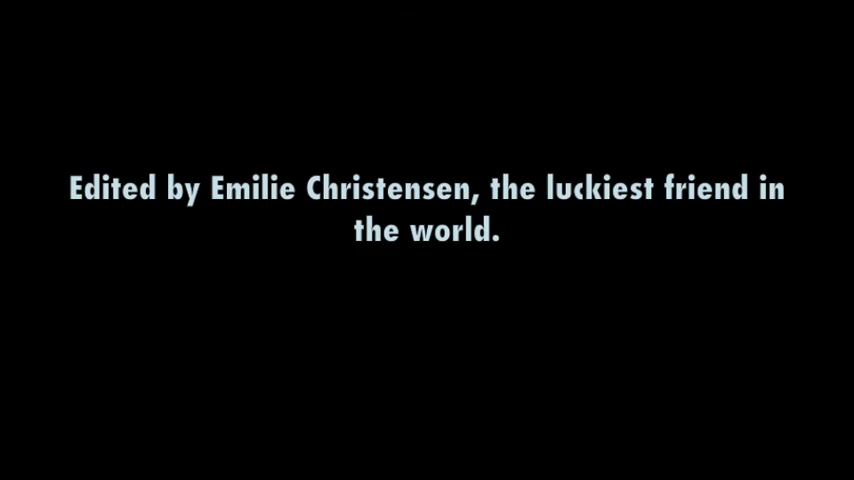 Edited by Emilie Christensen, the luckiest friend in
the world.